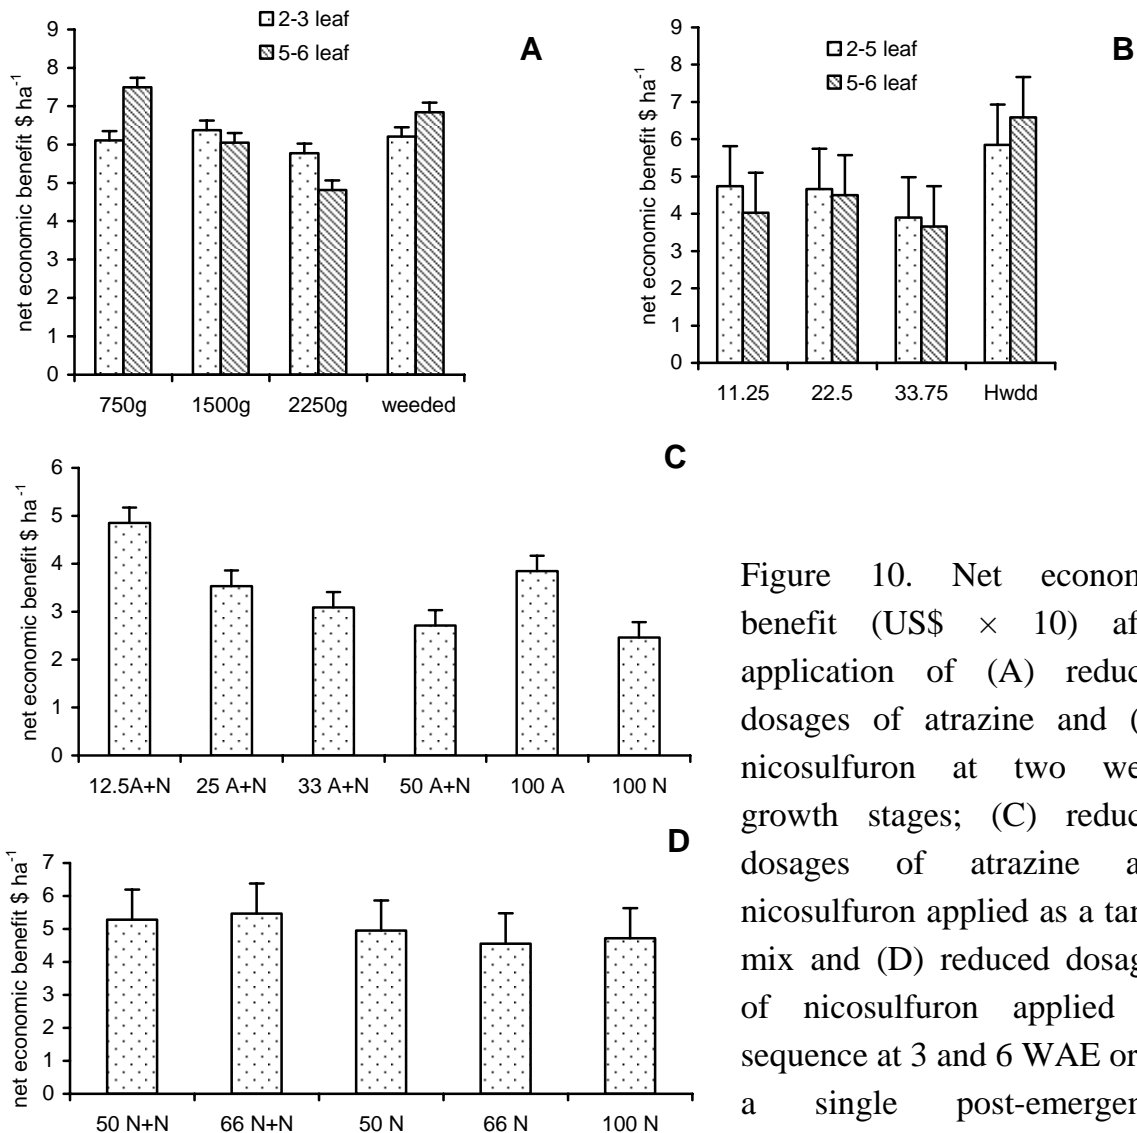 2-3 leaf
5-6 leaf
A
net economic benefit $ ha-1
9
8
7
6
5
4
3
2
1
0
750g 1500g 2250g weeded
2-5 leaf
5-6 leaf
B
net economic benefit $ ha-1
9
8
7
6
5
4
3
2
1
0
11.25 22.5 33.75 Hwdd
C
net economic benefit $ ha-1
6
5
4
3
2
1
0
12.5A+N 25 A+N 33 A+N 50 A+N 100 A 100 N
D
net economic benefit $ ha-1
7
6
5
4
3
2
1
0
50 N+N 66 N+N 50 N 66 N 100 N
Figure 10. Net econom
benefit (US$ × 10) af
application of (A) reduc
dosages of atrazine and (
nicosulfuron at two we
growth stages; (C) reduc
dosages of atrazine a
nicosulfuron applied as a tan
mix and (D) reduced dosag
of nicosulfuron applied
sequence at 3 and 6 WAE or
a single post-emergen